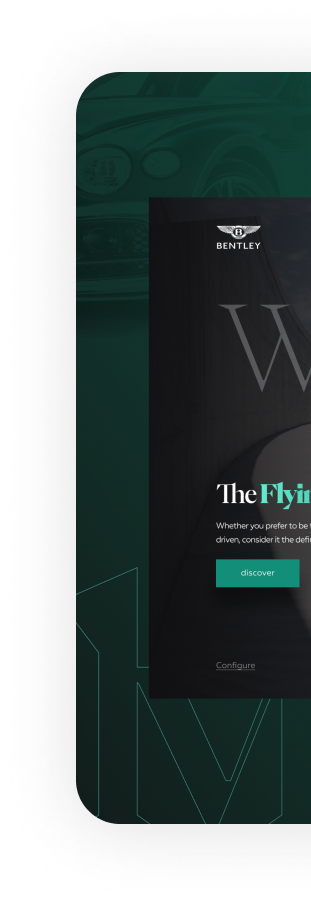 BENTLEY
W
The Flyin
Whether you prefer to be
driven, consider it the defi
discover
Configure